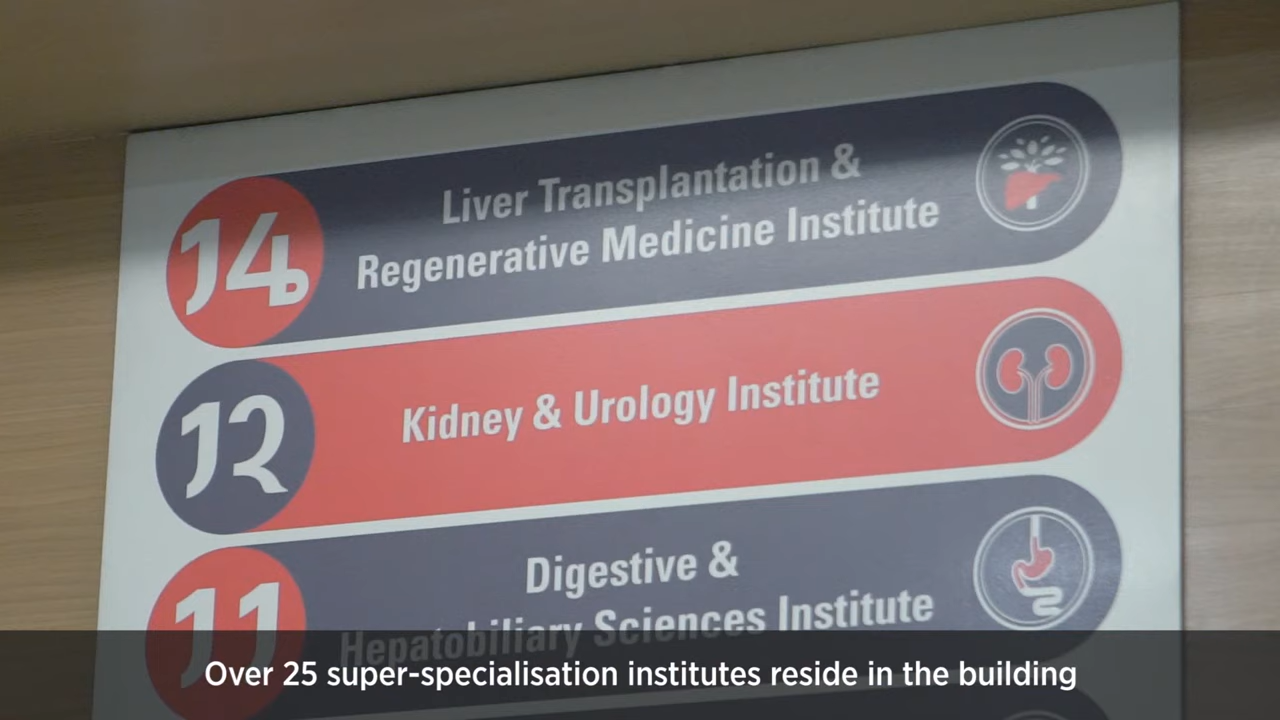 14
Liver Transplantation &
Regenerative Medicine Institute
12
Kidney & Urology Institute
11
Digestive &
Hepatobiliary Sciences Institute
Over 25 super-specialisation institutes reside in the building